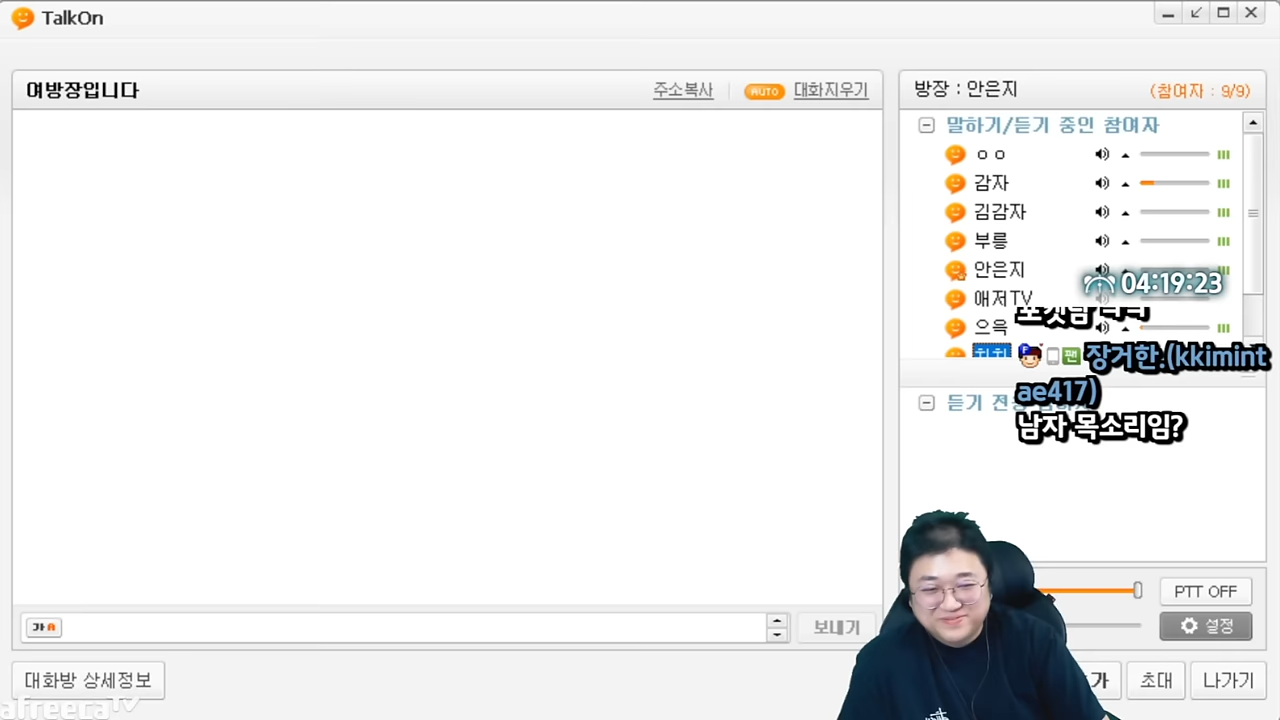 TalkOn
여방장입니다
주소복사
AUTO 대화지우기
방장 : 안은지
(참여자 : 9/9)
말하기/듣기 중인 참여자
ㅇㅇ
감자
김감자
부릉
안은지
04:19:23
애저TV
으윽
팬 장거한.(kkimint
ae417)
듣기 전
남자 목소리임?
PTT OFF
가
보내기
설정
대화방 상세정보
가
초대
나가기
afreecaTV